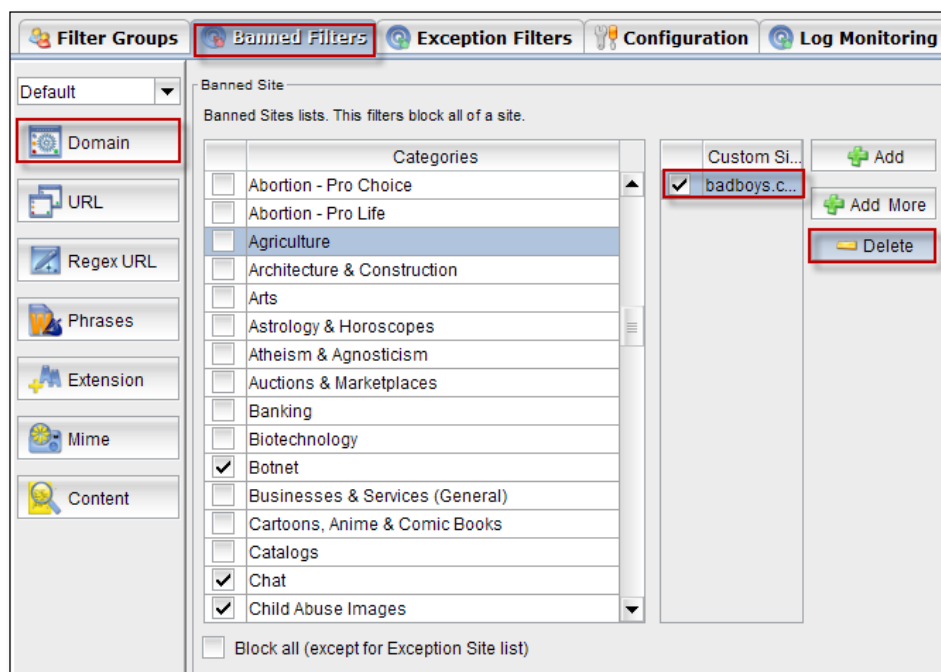 Filter Groups Banned Filters Exception Filters Configuration Log Monitoring
Default
Domain
URL
Regex URL
Phrases
Extension
Mime
Content
Banned Site
Banned Sites lists. This filters block all of a site.
Categories
Abortion - Pro Choice
Abortion - Pro Life
Agriculture
Architecture & Construction
Arts
Astrology & Horoscopes
Atheism & Agnosticism
Auctions & Marketplaces
Banking
Biotechnology
Botnet
Businesses & Services (General)
Cartoons, Anime & Comic Books
Catalogs
Chat
Child Abuse Images
Block all (except for Exception Site list)
Custom Si...
badboys.c...
Add
Add More
Delete